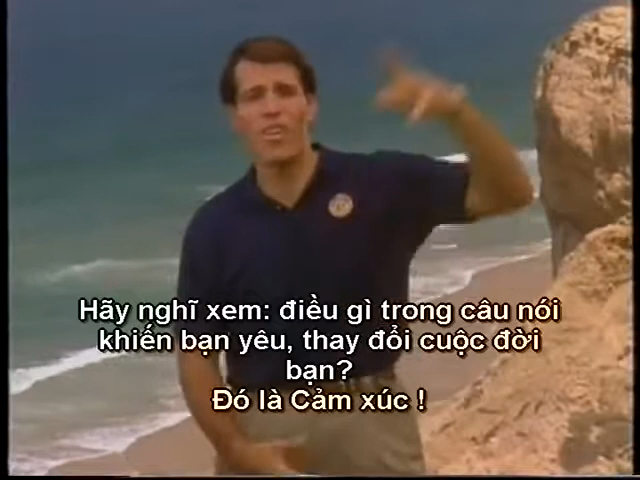 Hãy nghĩ xem: điều gì trong câu nói
khiến bạn yêu, thay đổi cuộc đời
bạn?
Đó là Cảm xúc !